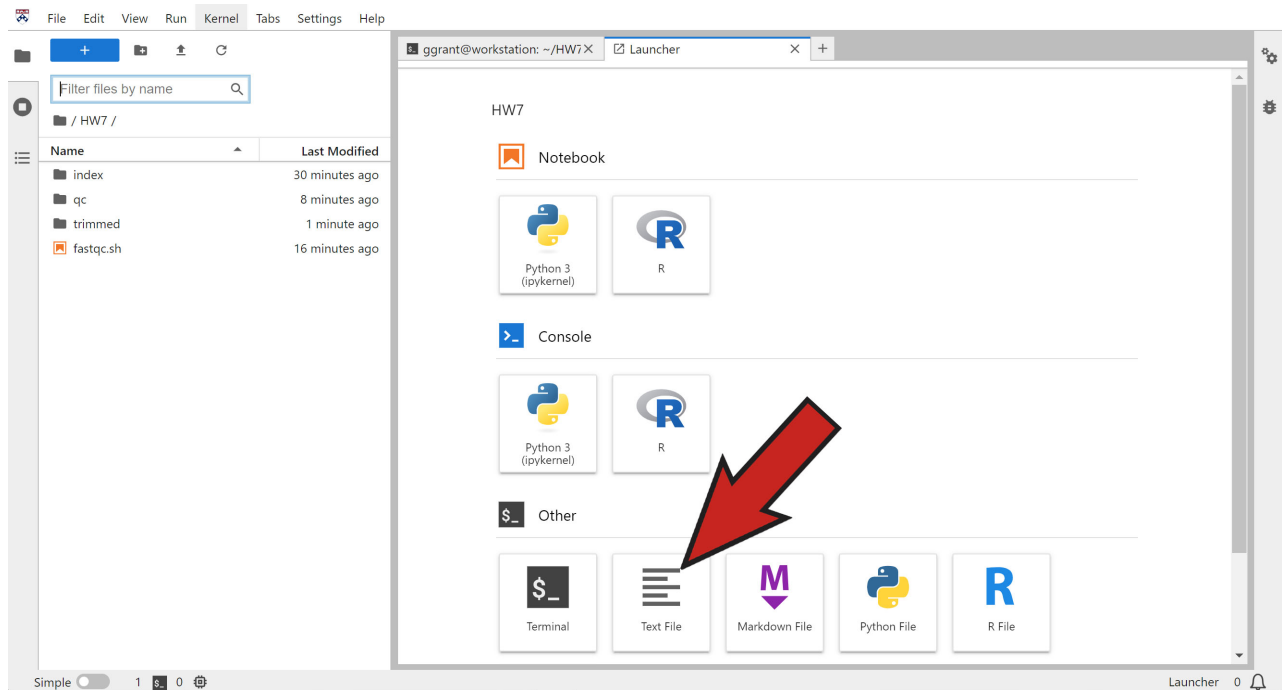 File Edit View Run Kernel Tabs Settings Help
+
Filter files by name
/ HW7 /
Name Last Modified
index 30 minutes ago
qc 8 minutes ago
trimmed 1 minute ago
fastqc.sh 16 minutes ago
$_ ggrant@workstation: ~/HW7 × Launcher × +
HW7
Notebook
Python 3
(ipykernel)
R
R
>_ Console
Python 3
(ipykernel)
R
R
$_ Other
$_ M R
Terminal Text File Markdown File Python File R File
Simple 1 $_ 0 Launcher 0